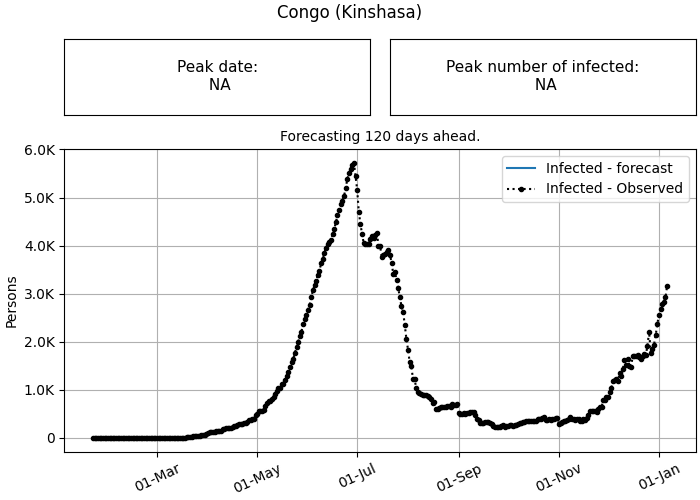 Congo (Kinshasa)
Peak date:
NA
Peak number of infected:
NA
Forecasting 120 days ahead.
Infected - forecast
Infected - Observed
Persons
6.0K
5.0K
4.0K
3.0K
2.0K
1.0K
0
01-Mar
01-May
01-Jul
01-Sep
01-Nov
01-Jan